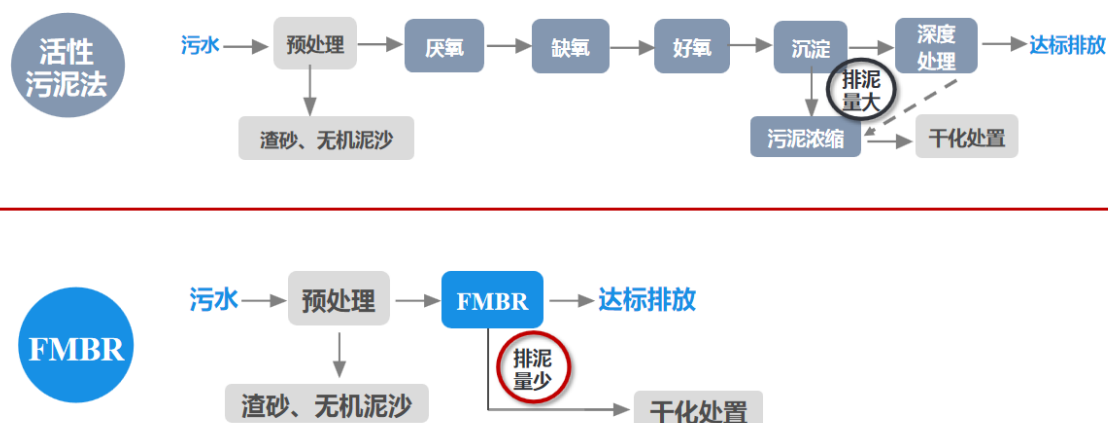 活性
污泥法
污水
预处理
厌氧
缺氧
好氧
沉淀
深度
处理
达标排放
排泥
量大
渣砂、无机泥沙
污泥浓缩
干化处置
FMBR
污水
预处理
FMBR
达标排放
排泥
量少
渣砂、无机泥沙
干化处置